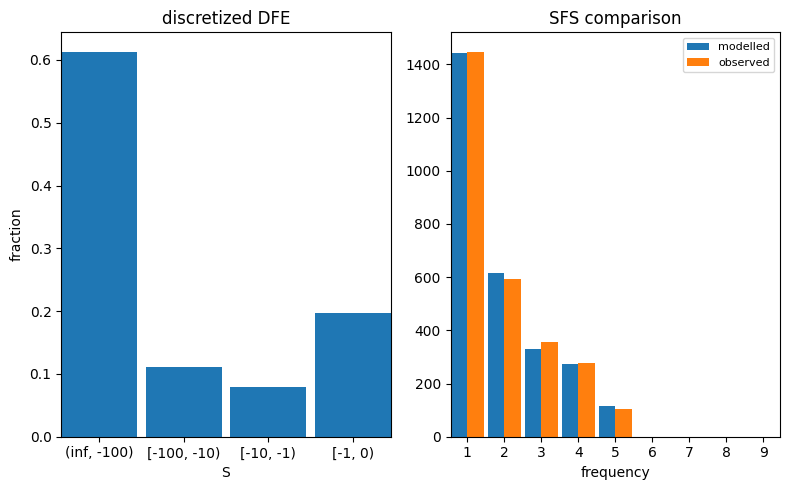 discretized DFE
fraction
0.6
0.5
0.4
0.3
0.2
0.1
0.0
(inf, -100) [-100, -10) [-10, -1) [-1, 0)
S
SFS comparison
modelled
observed
1400
1200
1000
800
600
400
200
0
1 2 3 4 5 6 7 8 9
frequency